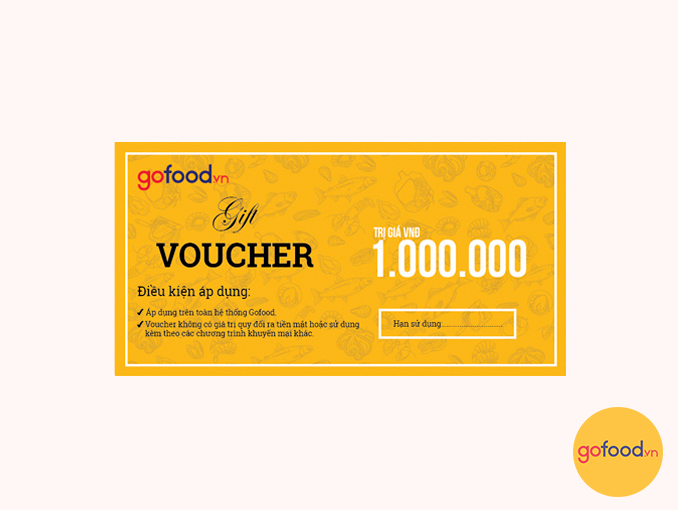 gofood.vn
Gift
VOUCHER
TRỊ GIÁ VNĐ
1.000.000
Điều kiện áp dụng:
✓ Áp dụng trên toàn hệ thống Gofood.
✓ Voucher không có giá trị quy đổi ra tiền mặt hoặc sử dụng
kèm theo các chương trình khuyến mại khác.
Hạn sử dụng:..............................
gofood.vn